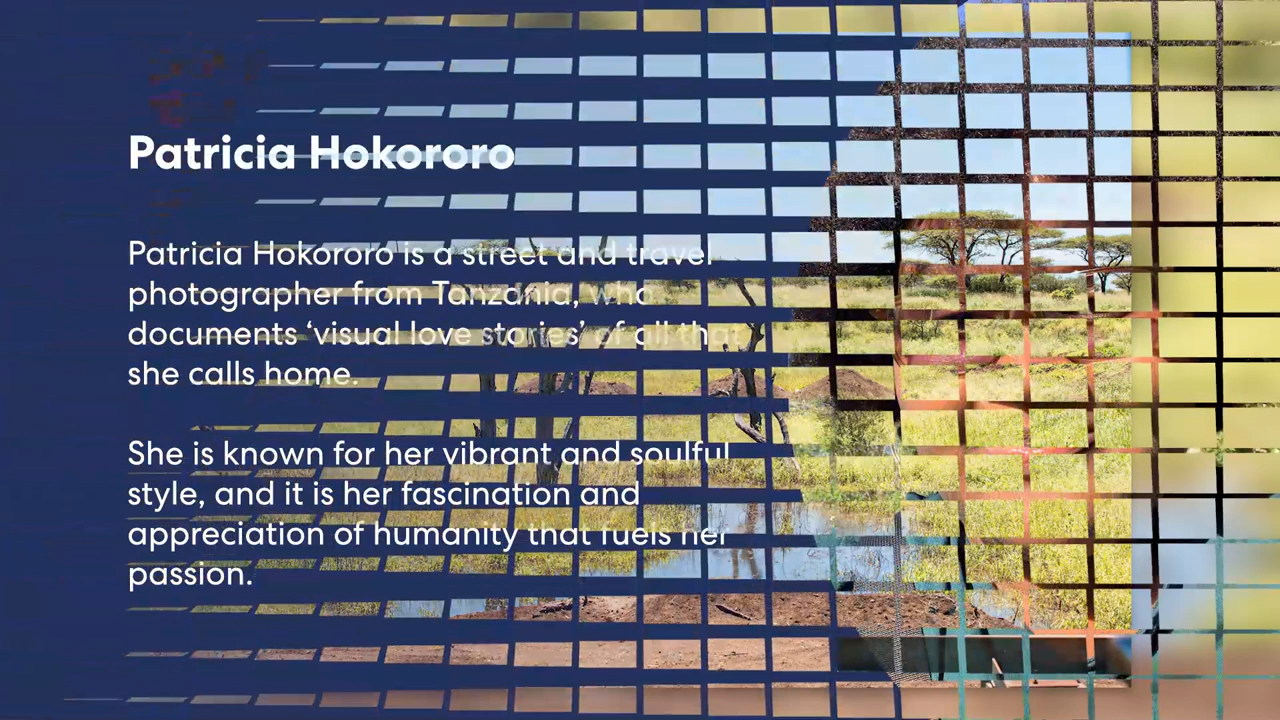 Patricia Hokororo
Patricia Hokororo is a street and travel
photographer from Tanzania, who
documents ‘visual love stories’ of all that
she calls home.
She is known for her vibrant and soulful
style, and it is her fascination and
appreciation of humanity that fuels her
passion.